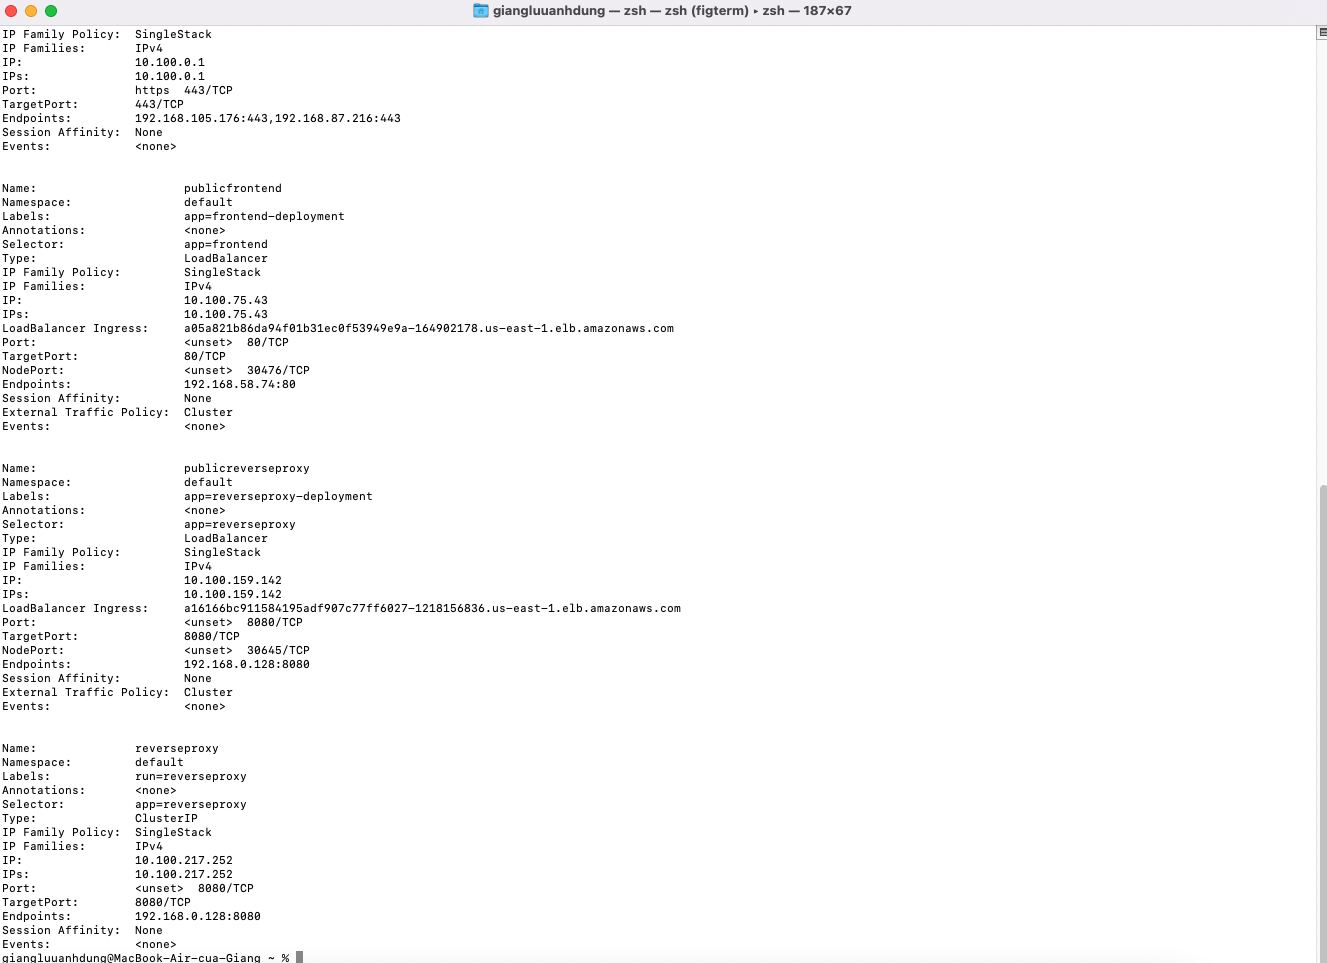 giangluuanhdung — zsh — zsh (figterm) ▸ zsh — 187×67
IP Family Policy:  SingleStack
IP Families:       IPv4
IP:                10.100.0.1
IPs:               10.100.0.1
Port:              https  443/TCP
TargetPort:        443/TCP
Endpoints:         192.168.105.176:443,192.168.87.216:443
Session Affinity:  None
Events:            <none>
Name:                     publicfrontend
Namespace:                default
Labels:                   app=frontend-deployment
Annotations:              <none>
Selector:                 app=frontend
Type:                     LoadBalancer
IP Family Policy:         SingleStack
IP Families:              IPv4
IP:                       10.100.75.43
IPs:                      10.100.75.43
LoadBalancer Ingress:     a05a821b86da94f01b31ec0f53949e9a-164902178.us-east-1.elb.amazonaws.com
Port:                     <unset>  80/TCP
TargetPort:               80/TCP
NodePort:                 <unset>  30476/TCP
Endpoints:                192.168.58.74:80
Session Affinity:         None
External Traffic Policy:  Cluster
Events:                   <none>
Name:                     publicreverseproxy
Namespace:                default
Labels:                   app=reverseproxy-deployment
Annotations:              <none>
Selector:                 app=reverseproxy
Type:                     LoadBalancer
IP Family Policy:         SingleStack
IP Families:              IPv4
IP:                       10.100.159.142
IPs:                      10.100.159.142
LoadBalancer Ingress:     a16166bc911584195adf907c77ff6027-1218156836.us-east-1.elb.amazonaws.com
Port:                     <unset>  8080/TCP
TargetPort:               8080/TCP
NodePort:                 <unset>  30645/TCP
Endpoints:                192.168.0.128:8080
Session Affinity:         None
External Traffic Policy:  Cluster
Events:                   <none>
Name:              reverseproxy
Namespace:         default
Labels:            run=reverseproxy
Annotations:       <none>
Selector:          app=reverseproxy
Type:              ClusterIP
IP Family Policy:  SingleStack
IP Families:       IPv4
IP:                10.100.217.252
IPs:               10.100.217.252
Port:              <unset>  8080/TCP
TargetPort:        8080/TCP
Endpoints:         192.168.0.128:8080
Session Affinity:  None
Events:            <none>
giangluuanhdung@MacBook-Air-cua-Giang ~ %